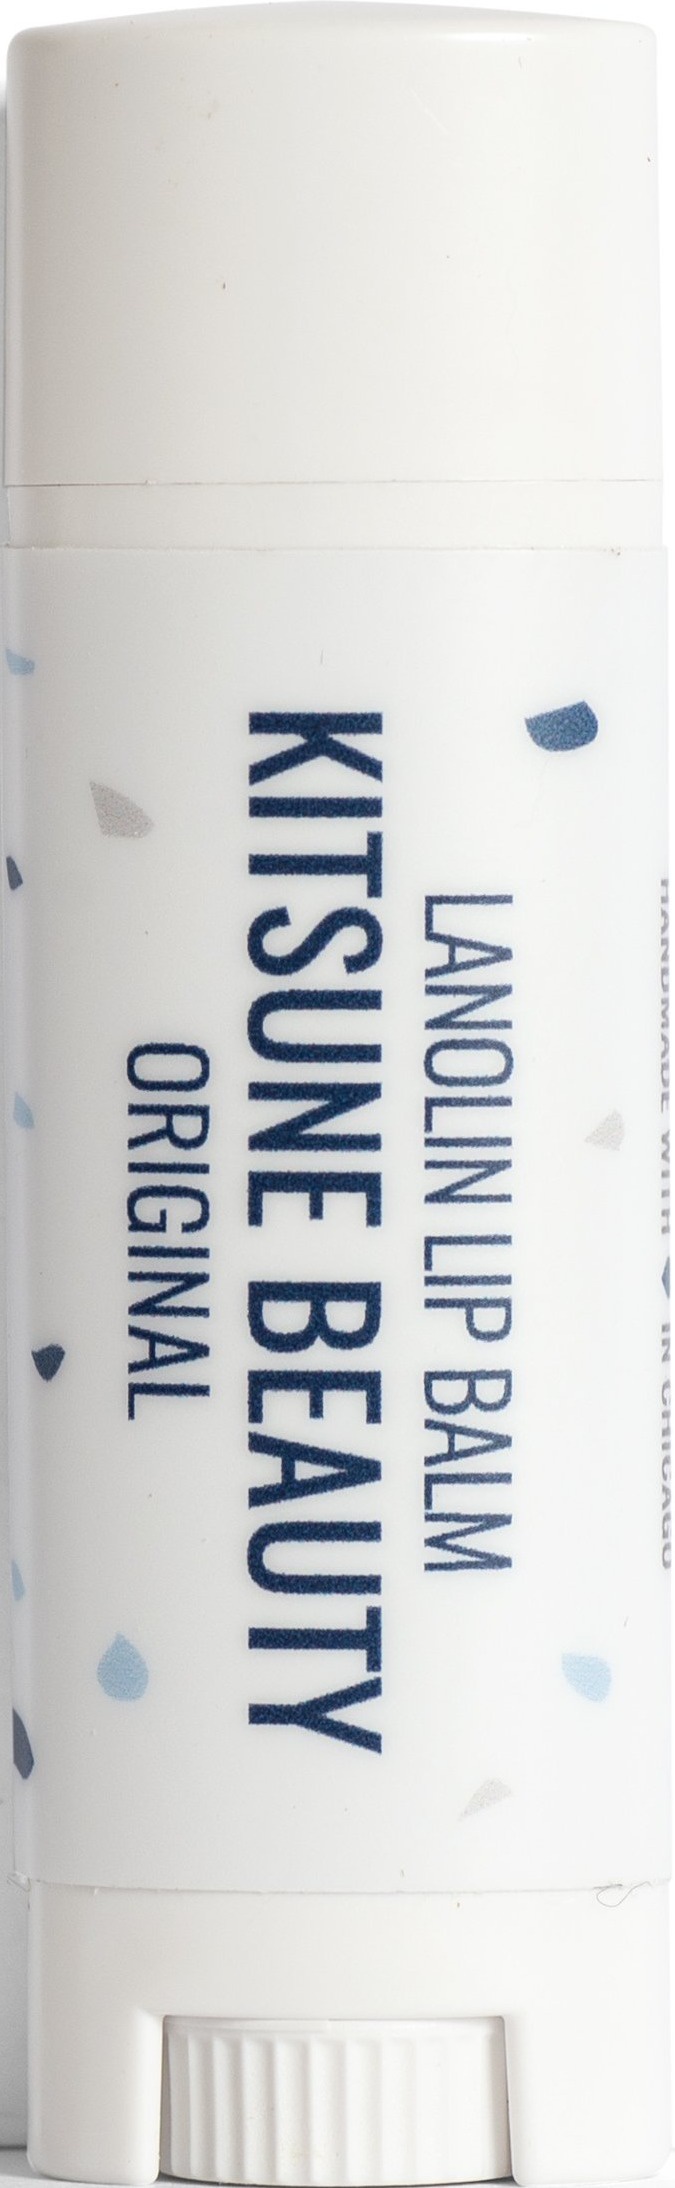 HANDMADE WITH ♥ IN CHICAGO
LANOLIN LIP BALM
KITSUNE BEAUTY
ORIGINAL